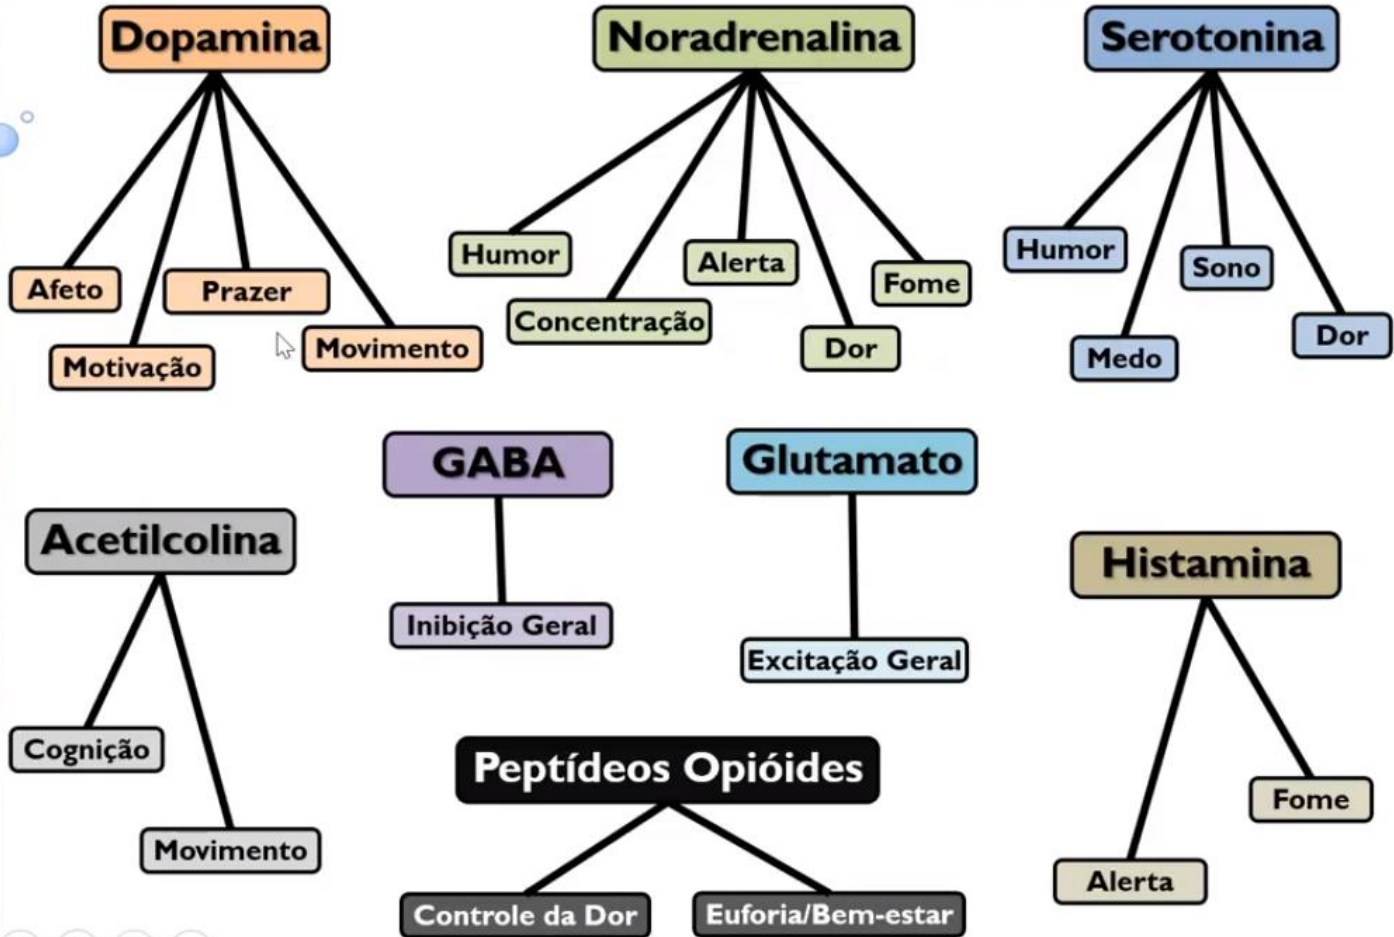 Dopamina
Noradrenalina
Serotonina
Afeto
Motivação
Prazer
Movimento
Humor
Concentração
Alerta
Dor
Fome
Humor
Medo
Sono
Dor
GABA
Inibição Geral
Glutamato
Excitação Geral
Acetilcolina
Cognição
Movimento
Histamina
Alerta
Fome
Peptídeos Opióides
Controle da Dor
Euforia/Bem-estar